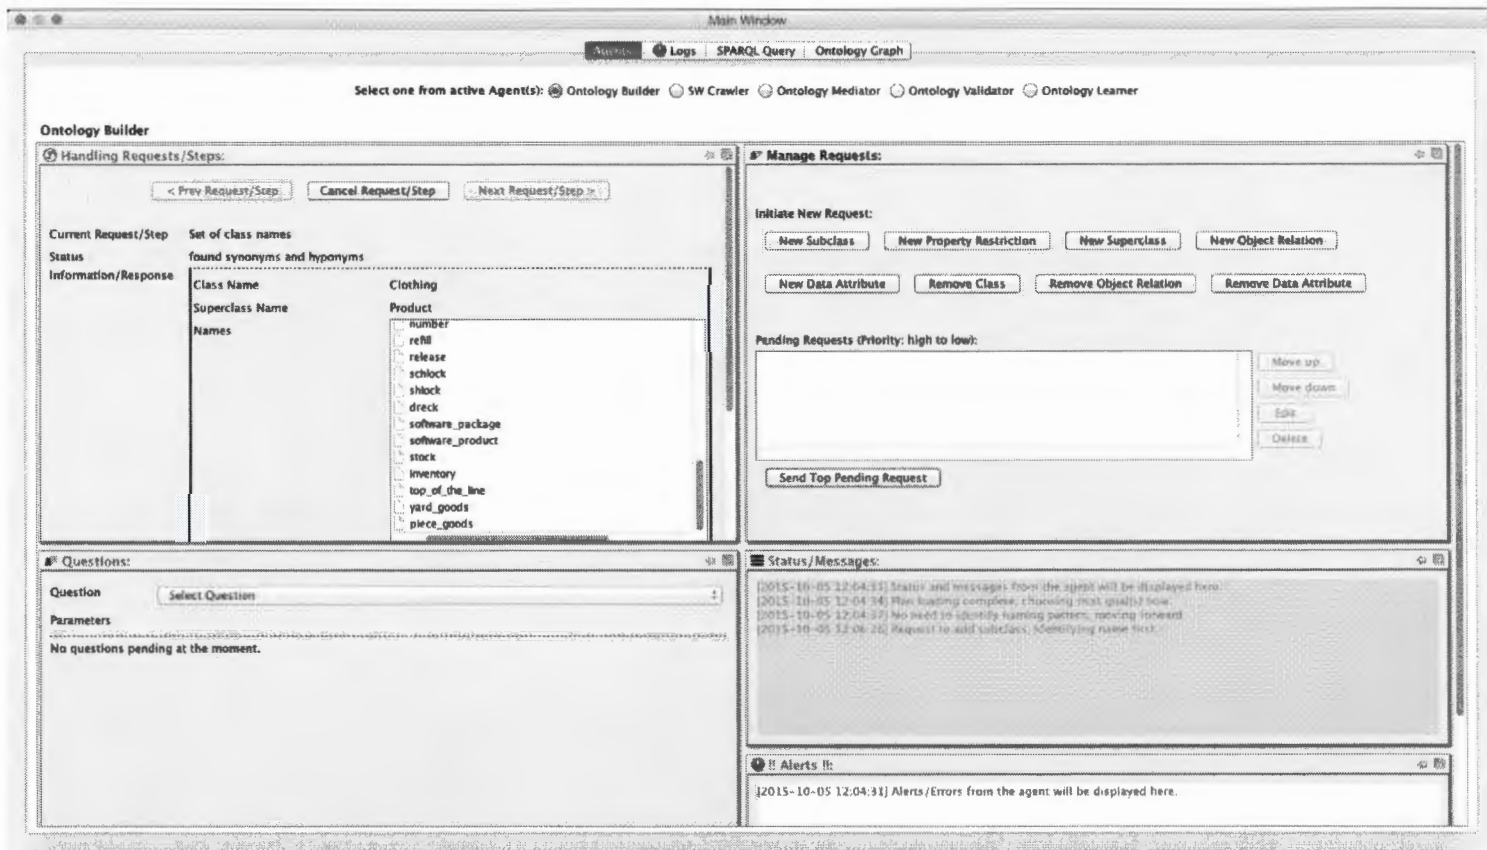 Main Window
Agents Logs SPARQL Query Ontology Graph
Select one from active Agent(s): Ontology Builder SW Crawler Ontology Mediator Ontology Validator Ontology Learner
Ontology Builder
Handling Requests/Steps:
< Prev Request/Step Cancel Request/Step Next Request/Step >
Current Request/Step Set of class names
Status found synonyms and hyponyms
Information/Response
Class Name Clothing
Superclass Name Product
Names
number
refill
release
schlock
shlock
dreck
software_package
software_product
stock
inventory
top_of_the_line
yard_goods
piece_goods
Manage Requests:
Initiate New Request:
New Subclass New Property Restriction New Superclass New Object Relation
New Data Attribute Remove Class Remove Object Relation Remove Data Attribute
Pending Requests (Priority: high to low):
Move up
Move down
Edit
Delete
Send Top Pending Request
Questions:
Question Select Question
Parameters
No questions pending at the moment.
Status/Messages:
[2015-10-05 12:04:31] Status and messages from the agent will be displayed here.
[2015-10-05 12:04:34] Plan loading complete, choosing next goal(s) now.
[2015-10-05 12:04:37] No need to identify naming pattern, moving forward.
[2015-10-05 12:06:26] Request to add subclass, identifying name first.
!! Alerts !!:
[2015-10-05 12:04:31] Alerts/Errors from the agent will be displayed here.